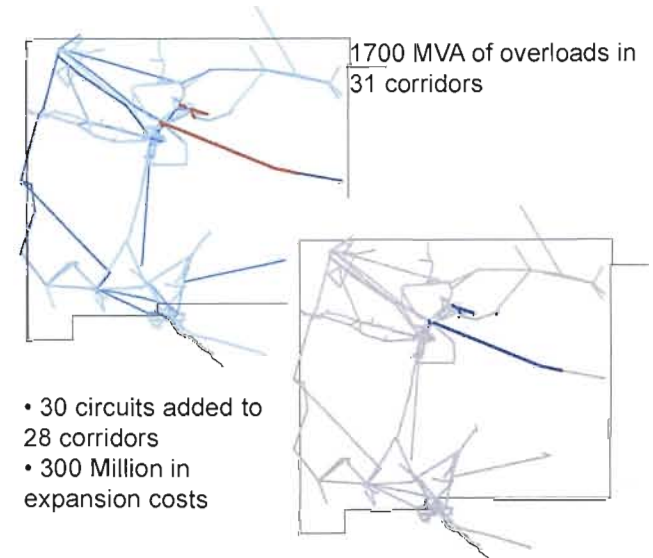 1700 MVA of overloads in
31 corridors
• 30 circuits added to
28 corridors
• 300 Million in
expansion costs